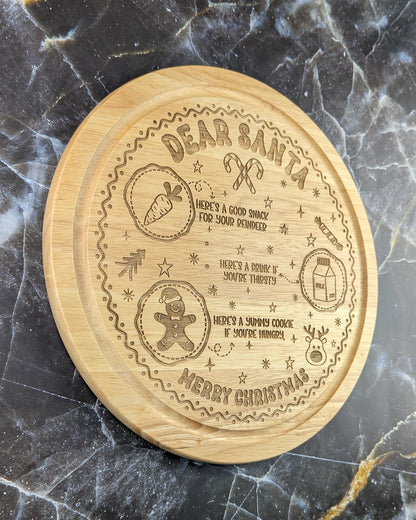 DEAR SANTA
HERE'S A GOOD SNACK
FOR YOUR REINDEER
HERE'S A DRINK IF
YOU'RE THIRSTY
HERE'S A YUMMY COOKIE
IF YOU'RE HUNGRY,
MERRY CHRISTMAS